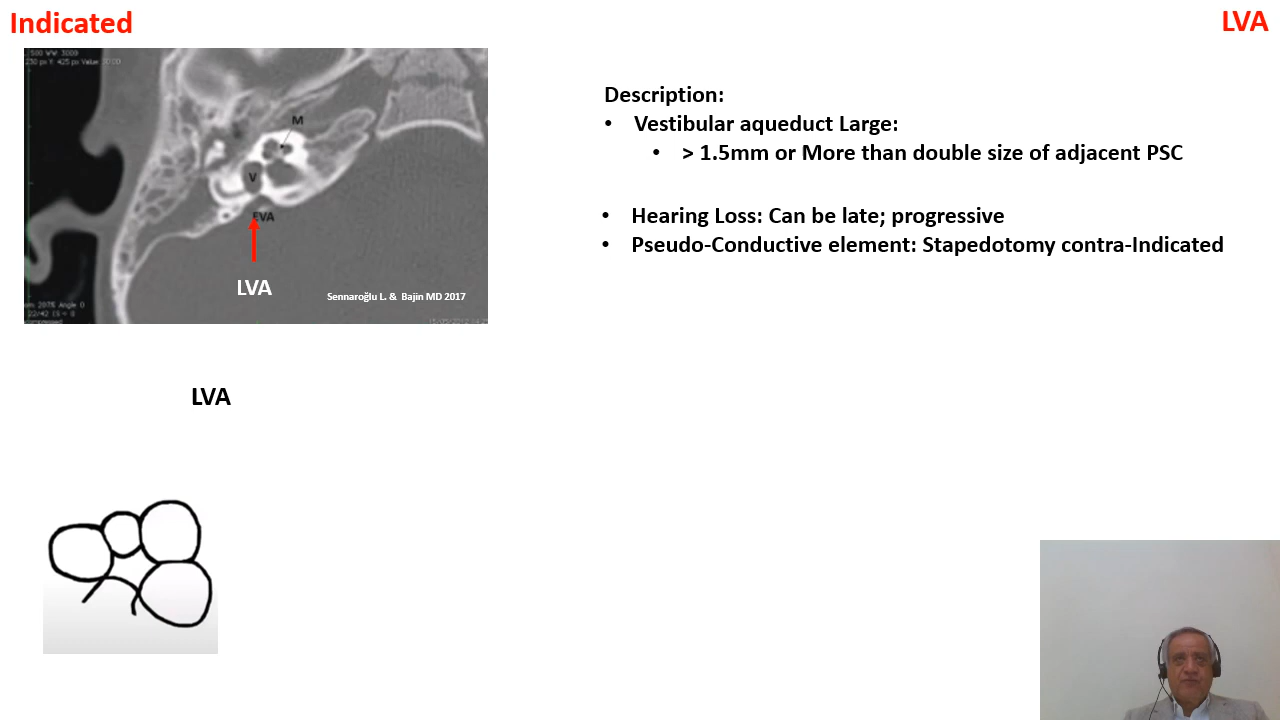 Indicated
LVA
M
V
EVA
LVA
Sennaroğlu L. & Bajin MD 2017
Description:
• Vestibular aqueduct Large:
• > 1.5mm or More than double size of adjacent PSC
• Hearing Loss: Can be late; progressive
• Pseudo-Conductive element: Stapedotomy contra-Indicated
LVA